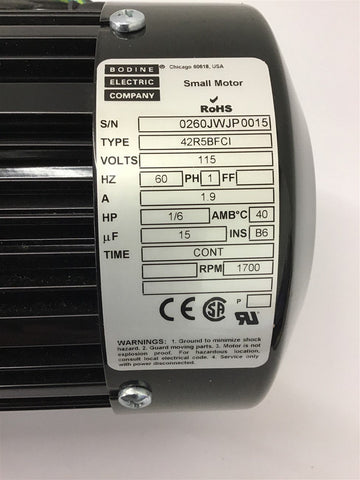 BODINE ® Chicago 60618, USA
ELECTRIC
COMPANY
Small Motor
RoHS
S/N 0260JWJP0015
TYPE 42R5BFCI
VOLTS 115
HZ 60 PH 1 FF
A 1.9
HP 1/6 AMB°C 40
µF 15 INS B6
TIME CONT
RPM 1700
P
CE SA US
WARNINGS: 1. Ground to minimize shock
hazard. 2. Guard moving parts. 3. Motor is not
explosion proof. For hazardous location,
consult local electrical code. 4. Service only
with power disconnected.